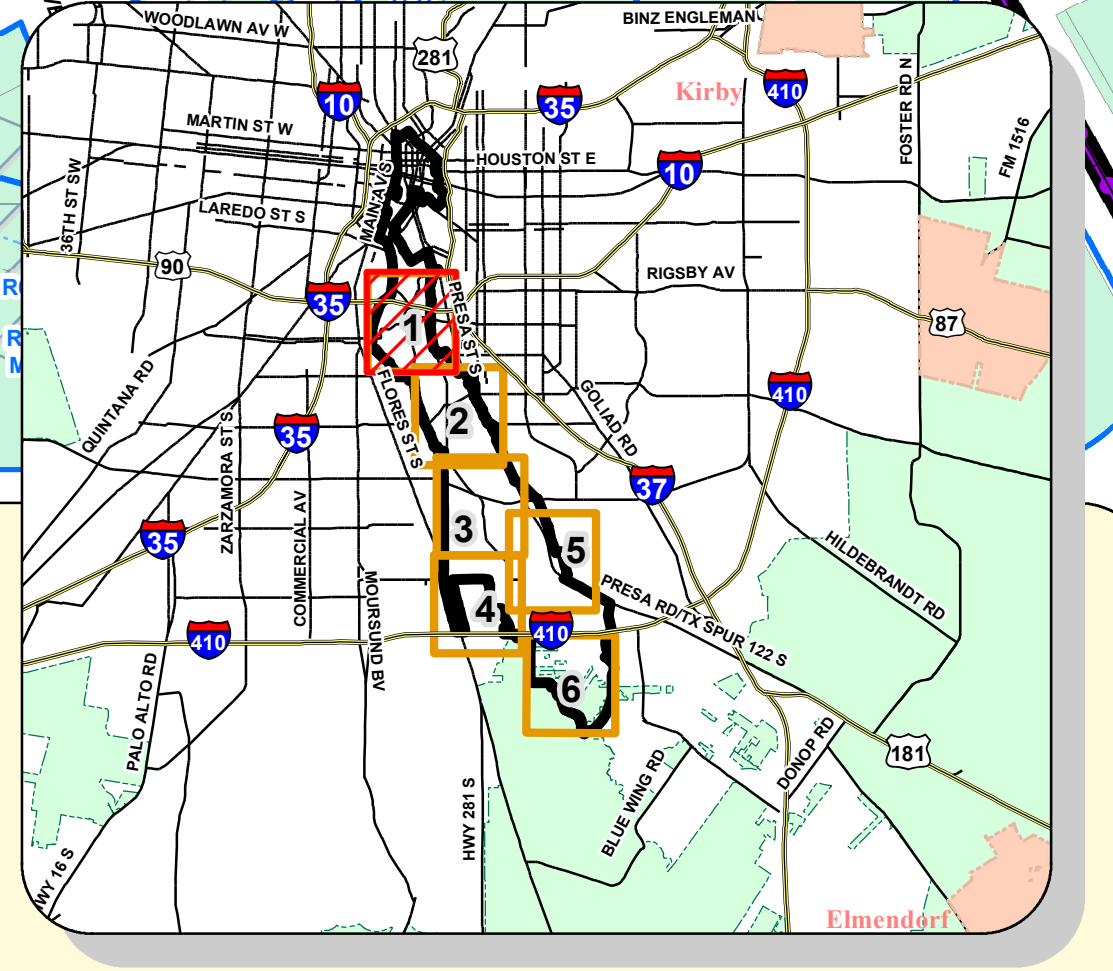 WOODLAWN AV W
BINZ ENGLEMAN
281
10
35
Kirby
410
MARTIN ST W
FOSTER RD N
FM 1516
HOUSTON ST E
10
36TH ST SW
MAIN AV S
LAREDO ST S
90
35
RIGSBY AV
PRESA ST S
1
87
R
R
M
QUINTANA RD
FLORES ST S
2
GOLIAD RD
410
35
ZARZAMORA ST S
37
3
COMMERCIAL AV
35
5
HILDEBRANDT RD
MOURSUND BV
4
PRESA RD/TX SPUR 122 S
410
410
6
PALO ALTO RD
DONOP RD
181
BLUE WING RD
HWY 281 S
WY 16 S
Elmendorf